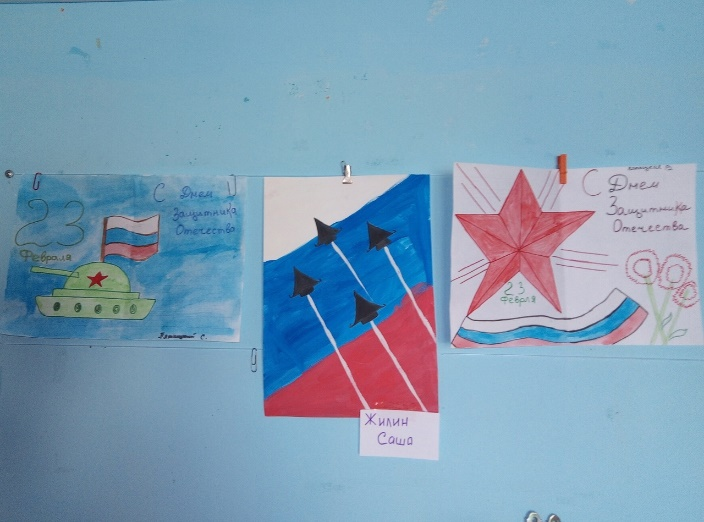 23
Февраля
С Днем
Защитника
Отечества
С.
Жилин
Саша
С Днем
Защитника
Отечества
23
Февраля